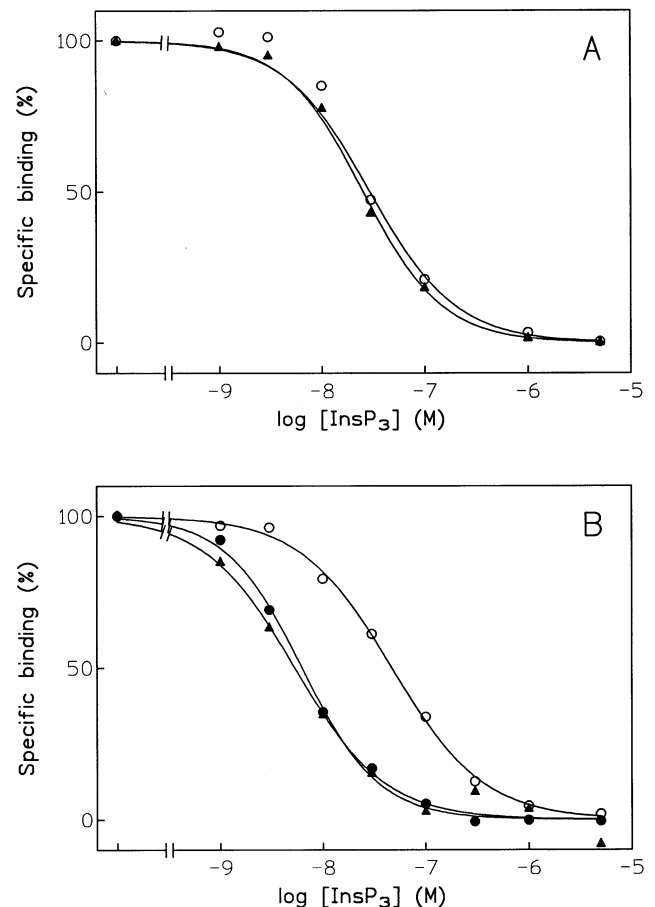 A
100
50
0
Specific binding (%)
-9 -8 -7 -6 -5
log [InsP3] (M)
B
100
50
0
Specific binding (%)
-9 -8 -7 -6 -5
log [InsP3] (M)